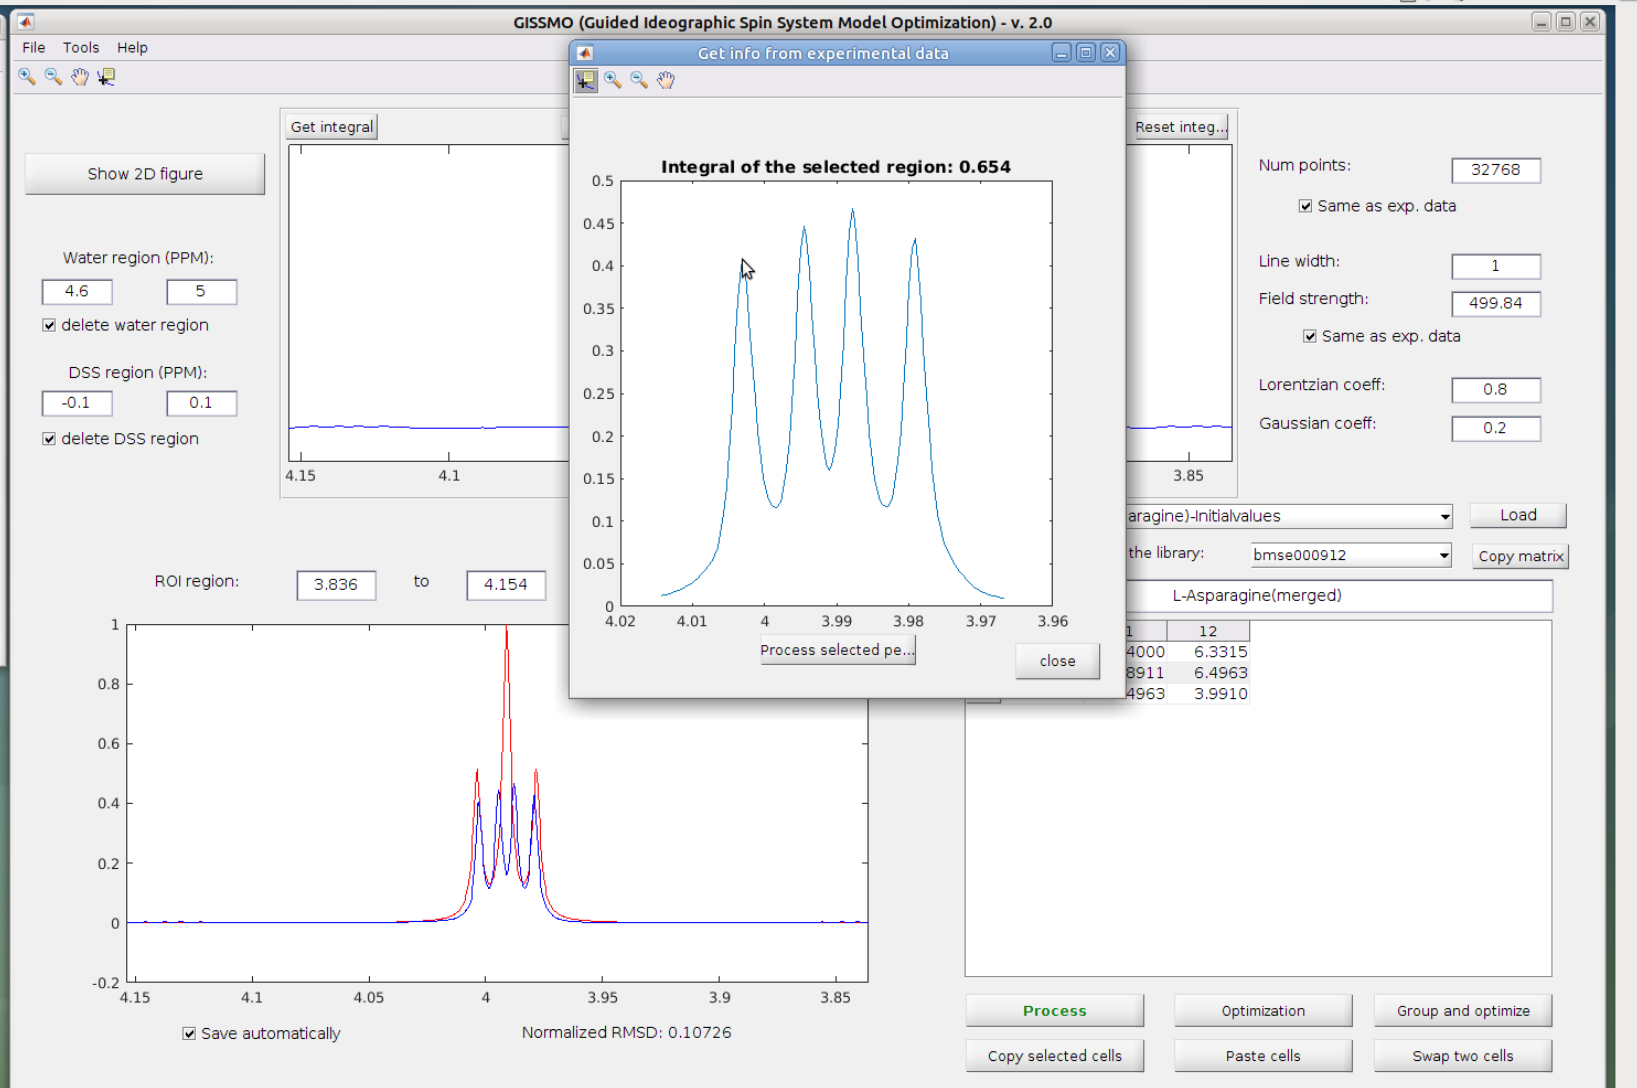 GISSMO (Guided Ideographic Spin System Model Optimization) - v. 2.0
File Tools Help
Get info from experimental data
Get integral
Reset integ...
Show 2D figure
Water region (PPM):
4.6 5
delete water region
DSS region (PPM):
-0.1 0.1
delete DSS region
4.15 4.1 3.85
Integral of the selected region: 0.654
0.5
0.45
0.4
0.35
0.3
0.25
0.2
0.15
0.1
0.05
0
4.02 4.01 4 3.99 3.98 3.97 3.96
Process selected pe...
close
Num points: 32768
Same as exp. data
Line width: 1
Field strength: 499.84
Same as exp. data
Lorentzian coeff: 0.8
Gaussian coeff: 0.2
aragine)-Initialvalues Load
the library: bmse000912 Copy matrix
L-Asparagine(merged)
1 12
4000 6.3315
8911 6.4963
4963 3.9910
ROI region: 3.836 to 4.154
1
0.8
0.6
0.4
0.2
0
-0.2
4.15 4.1 4.05 4 3.95 3.9 3.85
Save automatically Normalized RMSD: 0.10726
Process Optimization Group and optimize
Copy selected cells Paste cells Swap two cells